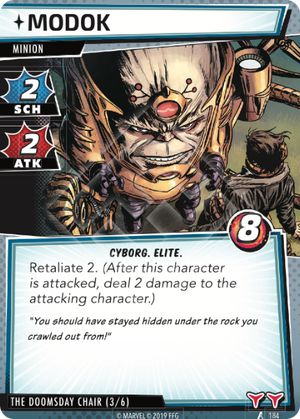 MODOK
MINION
2
SCH
2
ATK
8
CYBORG. ELITE.
Retaliate 2. (After this character
is attacked, deal 2 damage to the
attacking character.)
"You should have stayed hidden under the rock you
crawled out from!"
THE DOOMSDAY CHAIR (3/6)
© MARVEL © 2019 FFG
184